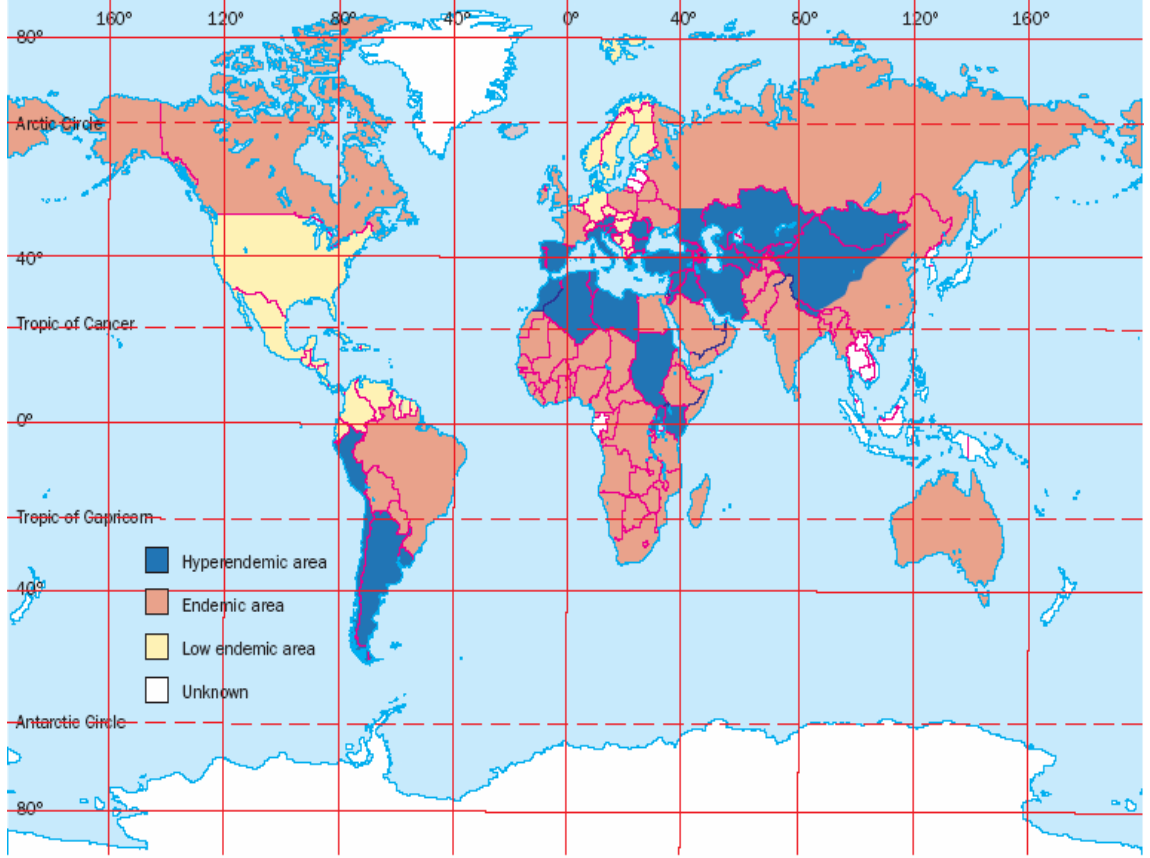 160° 120° 80° 40° 0° 40° 80° 120° 160°
80°
Arctic Circle
40°
Tropic of Cancer
0°
Tropic of Capricorn
Hyperendemic area
40°
Endemic area
Low endemic area
Unknown
Antarctic Circle
80°